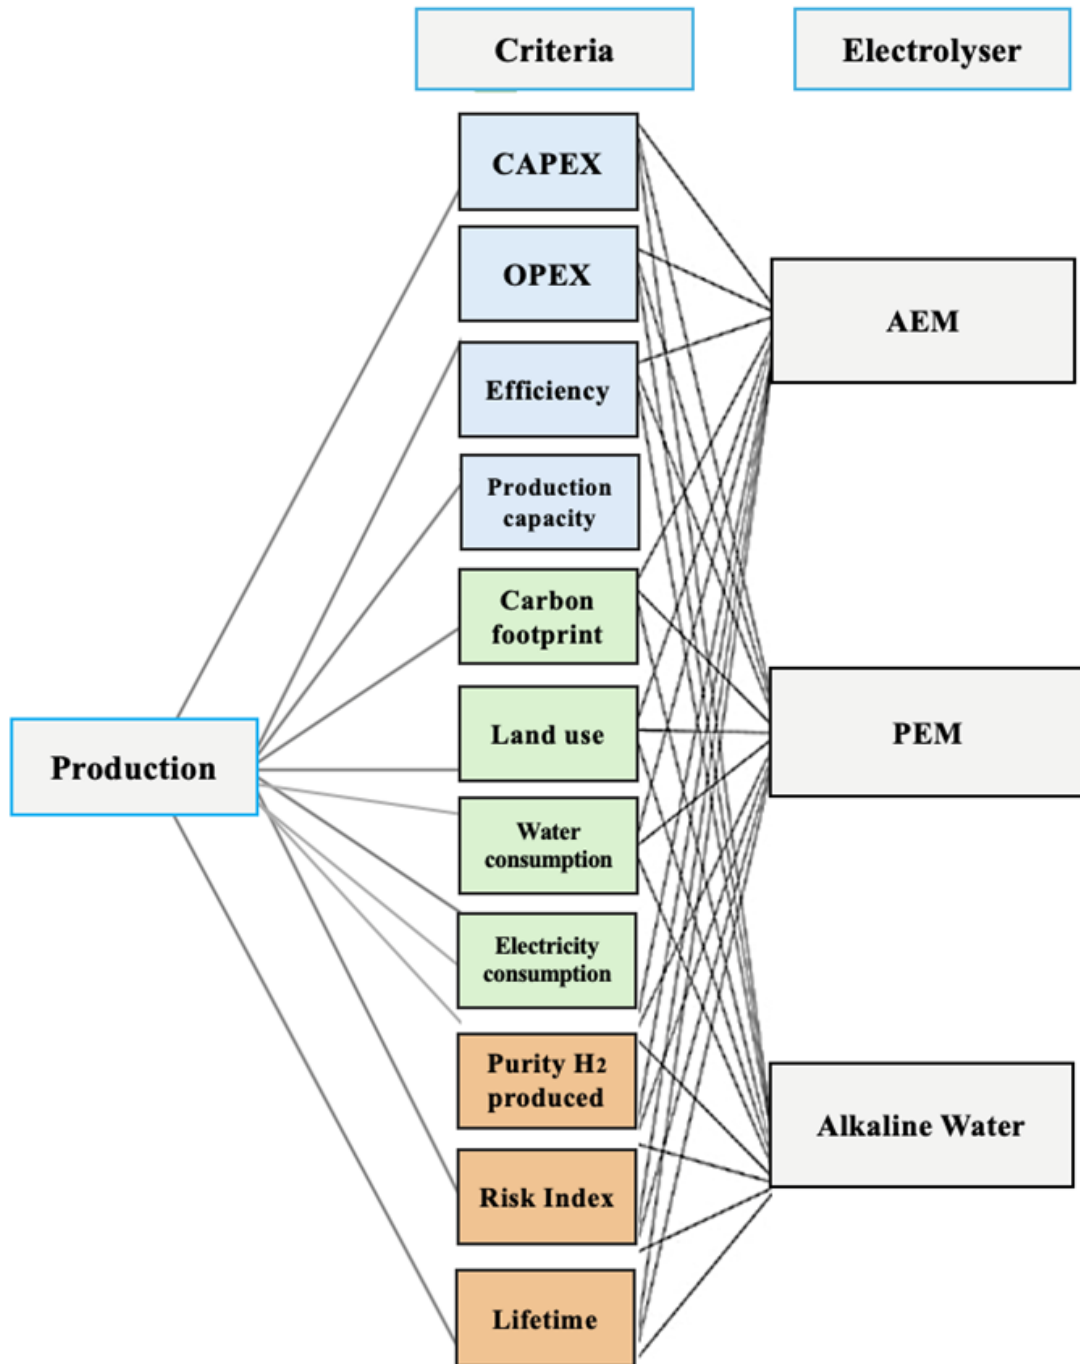 Criteria
Electrolyser
CAPEX
OPEX
AEM
Efficiency
Production
capacity
Carbon
footprint
Land use
PEM
Production
Water
consumption
Electricity
consumption
Purity H2
produced
Alkaline Water
Risk Index
Lifetime